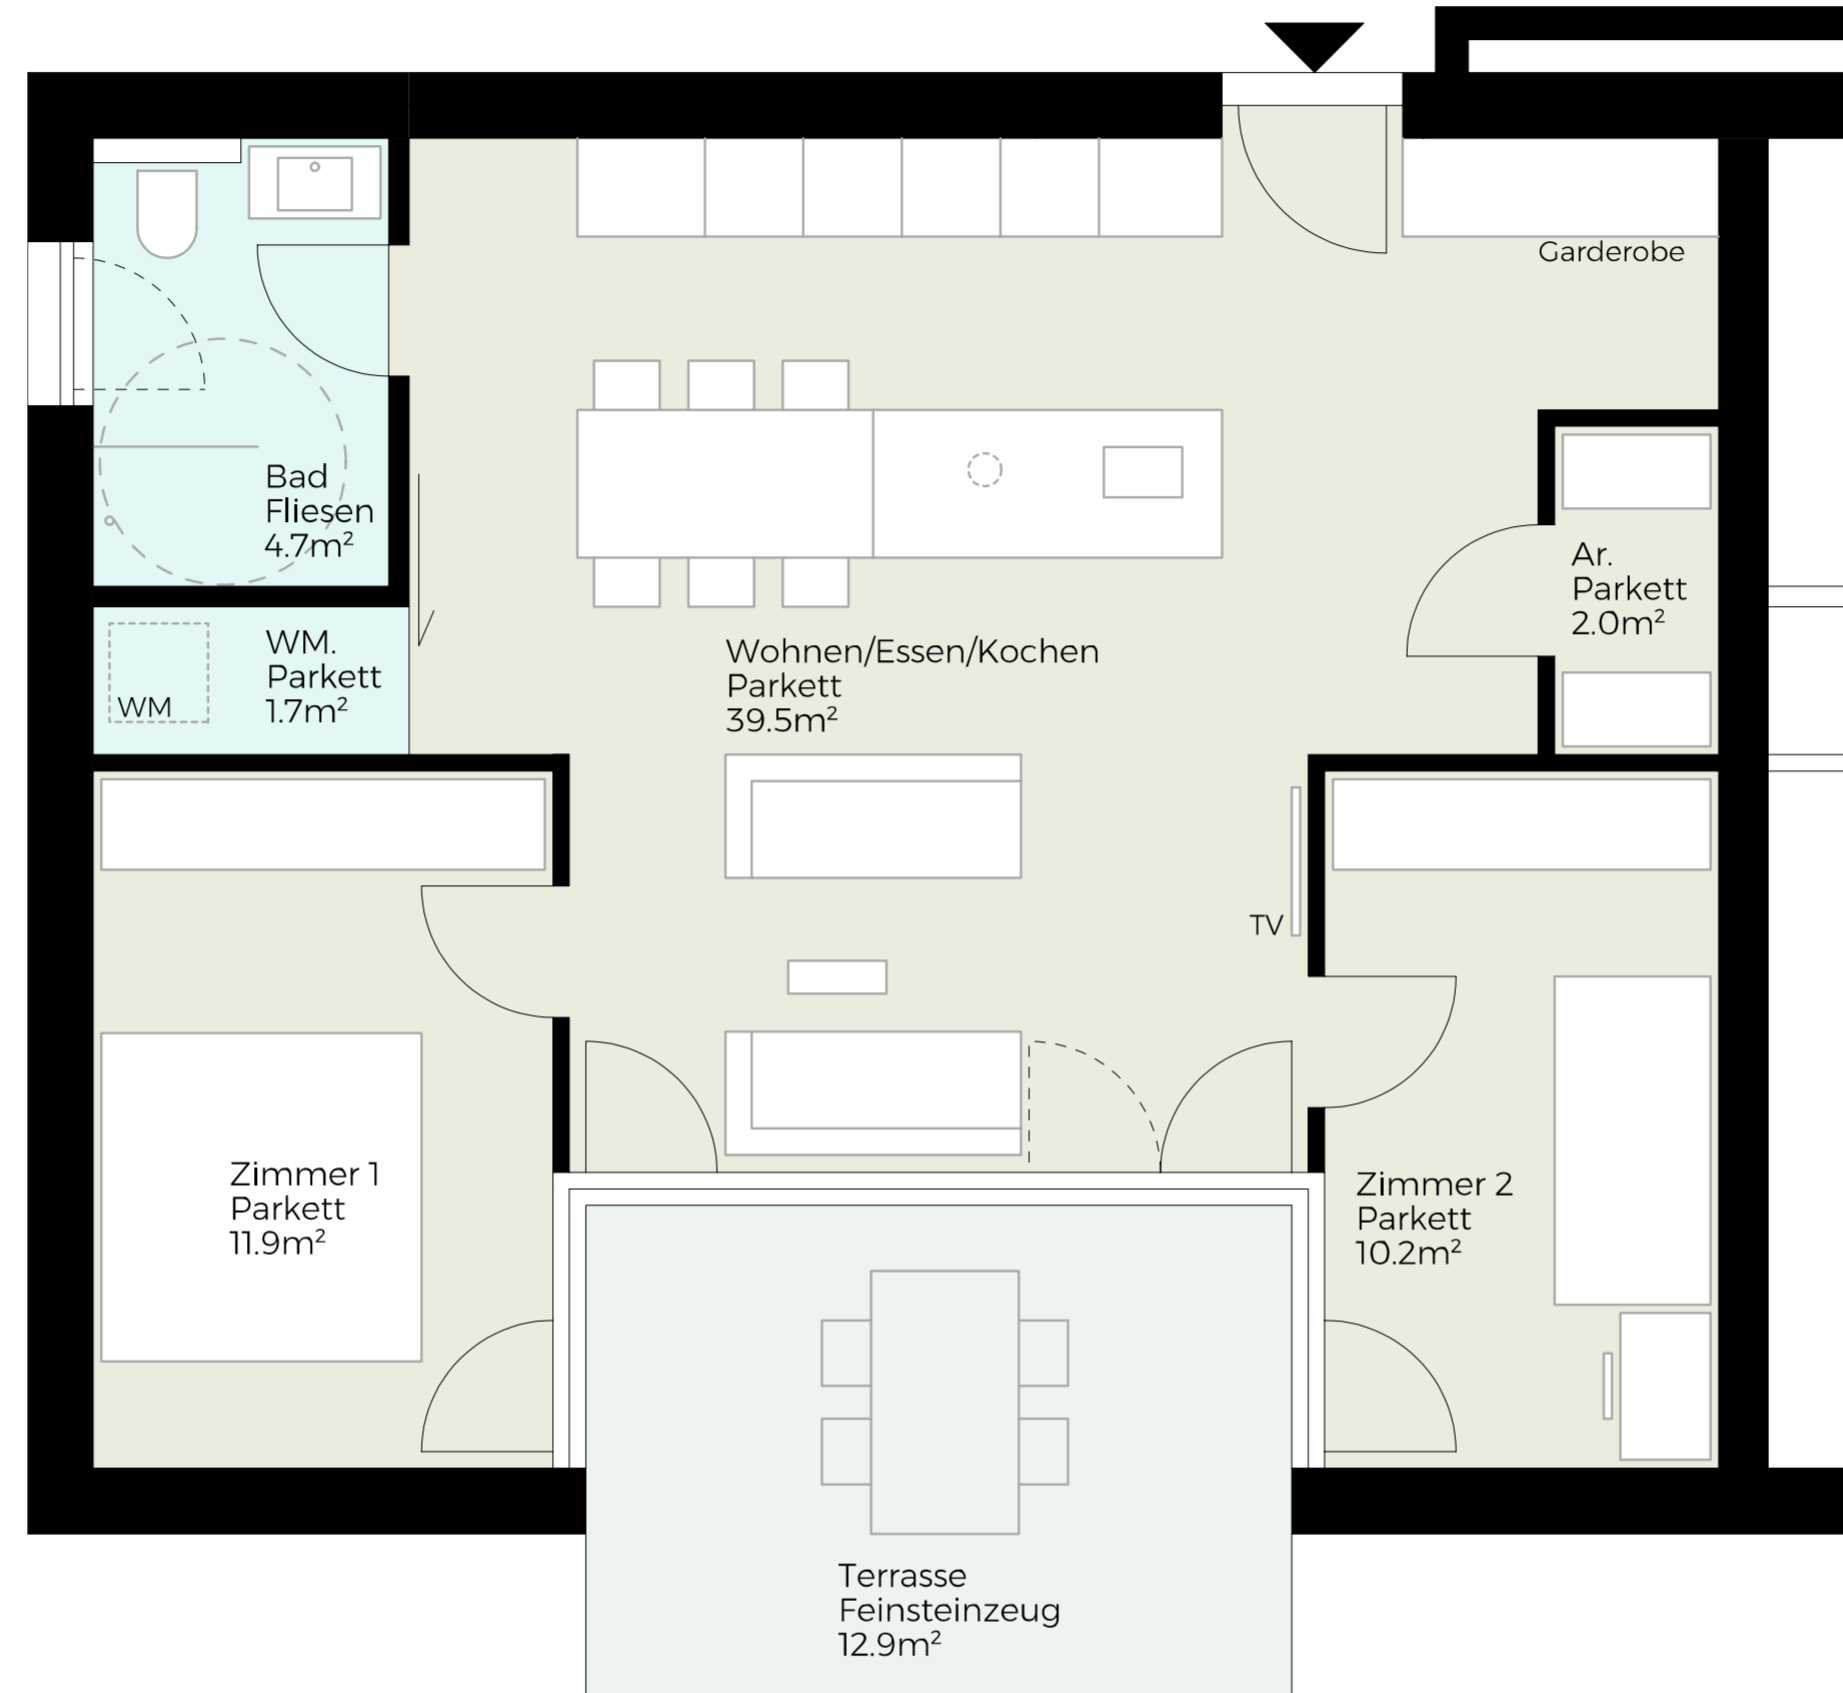 Garderobe
Bad
Fliesen
4.7m²
Ar.
Parkett
2.0m²
WM.
Parkett
1.7m²
WM
Wohnen/Essen/Kochen
Parkett
39.5m²
TV
Zimmer 1
Parkett
11.9m²
Zimmer 2
Parkett
10.2m²
Terrasse
Feinsteinzeug
12.9m²